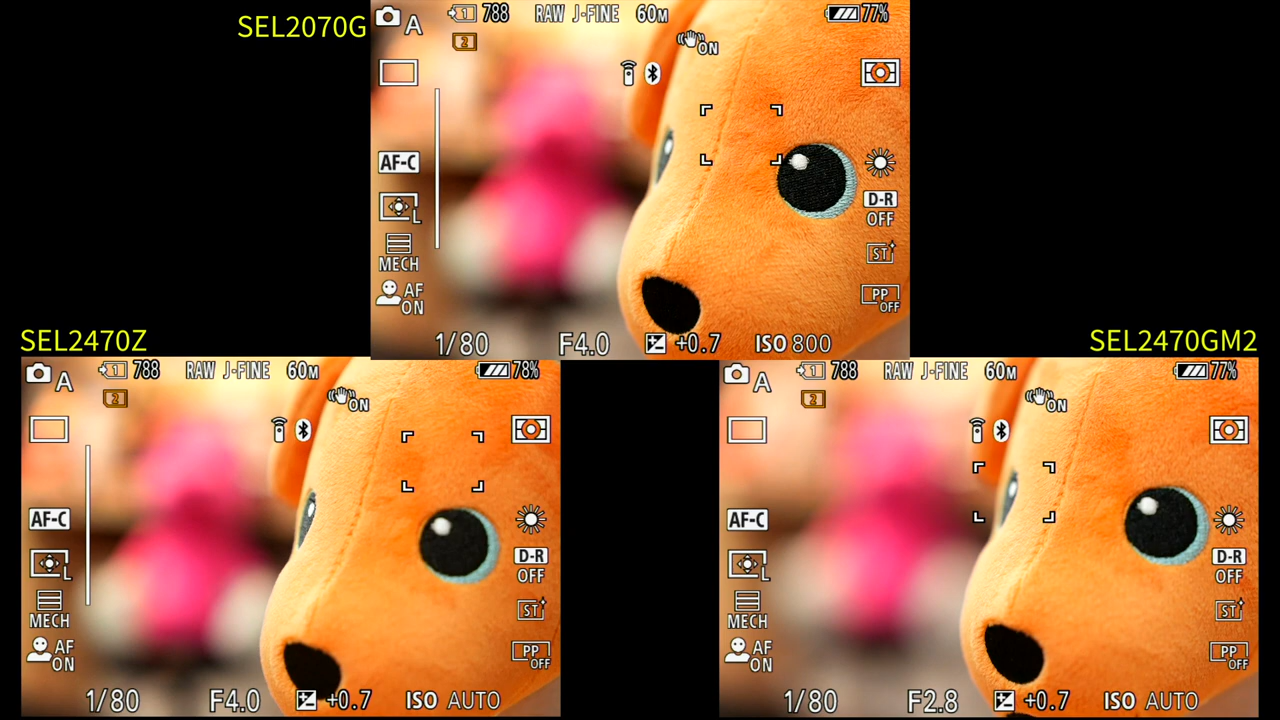 SEL2070G
A 1 788 RAW J-FINE 60M 77%
2 ON
AF-C
D-R
OFF
L
ST
MECH
AF
ON
PP
OFF
1/80 F4.0 +0.7 ISO 800
SEL2470Z
A 1 788 RAW J-FINE 60M 78%
2 ON
AF-C
D-R
OFF
L
ST
MECH
AF
ON
PP
OFF
1/80 F4.0 +0.7 ISO AUTO
SEL2470GM2
A 1 788 RAW J-FINE 60M 77%
2 ON
AF-C
D-R
OFF
L
ST
MECH
AF
ON
PP
OFF
1/80 F2.8 +0.7 ISO AUTO